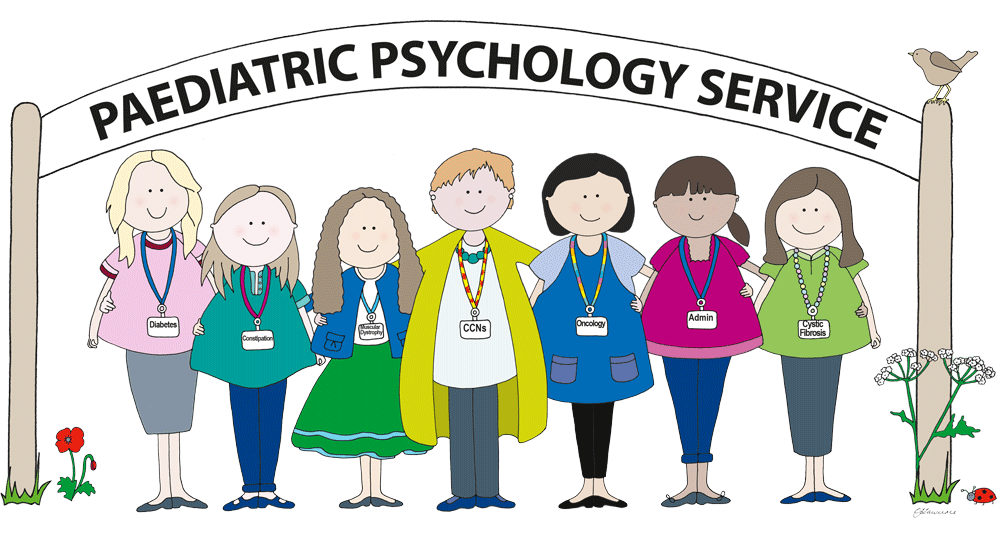 PAEDIATRIC PSYCHOLOGY SERVICE
Diabetes
Constipation
Muscular
Dystrophy
CCNs
Oncology
Admin
Cystic
Fibrosis